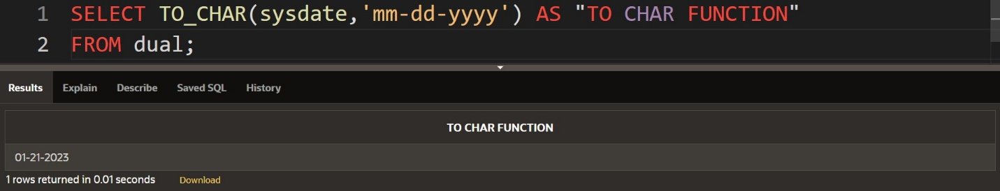 1 SELECT TO_CHAR(sysdate,'mm-dd-yyyy') AS "TO CHAR FUNCTION"
2 FROM dual;
Results Explain Describe Saved SQL History
TO CHAR FUNCTION
01-21-2023
1 rows returned in 0.01 seconds Download